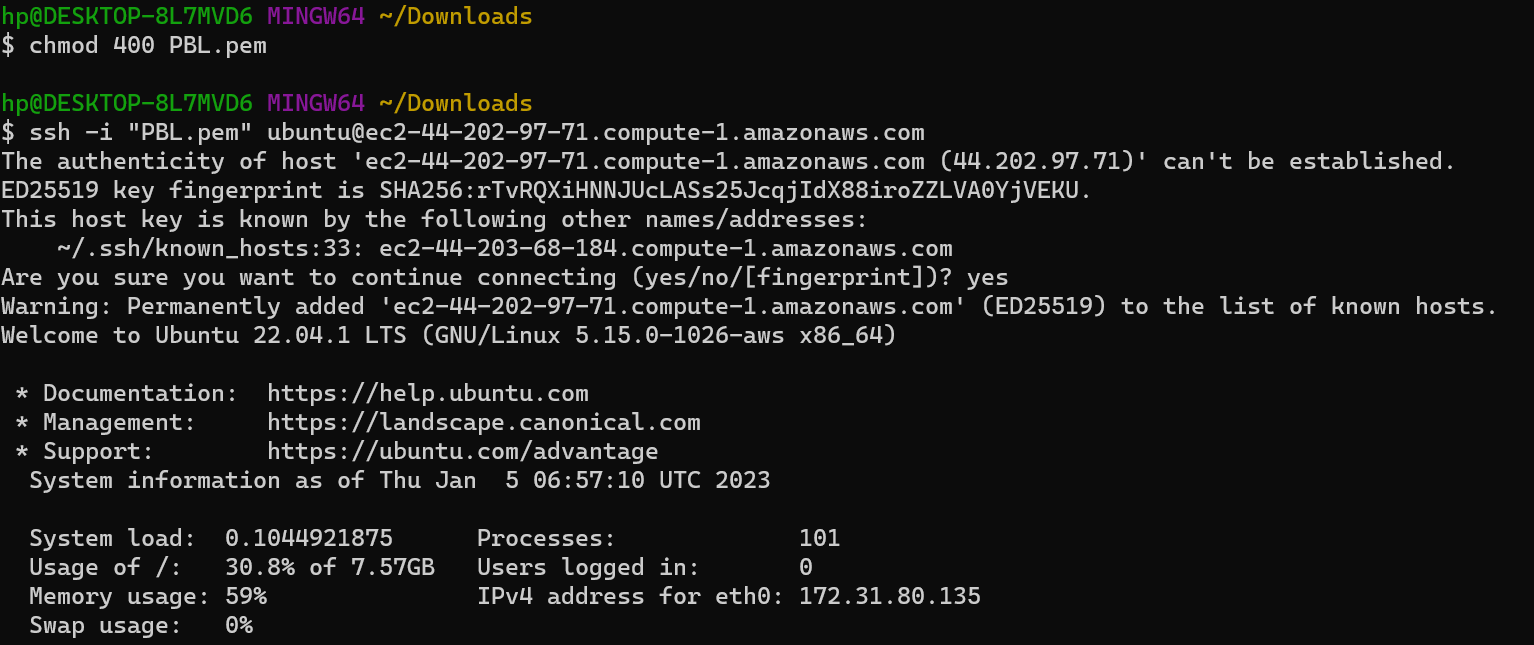 hp@DESKTOP-8L7MVD6 MINGW64 ~/Downloads
$ chmod 400 PBL.pem
hp@DESKTOP-8L7MVD6 MINGW64 ~/Downloads
$ ssh -i "PBL.pem" ubuntu@ec2-44-202-97-71.compute-1.amazonaws.com
The authenticity of host 'ec2-44-202-97-71.compute-1.amazonaws.com (44.202.97.71)' can't be established.
ED25519 key fingerprint is SHA256:rTvRQXiHNNJUcLASs25JcqjIdX88iroZZLVA0YjVEKU.
This host key is known by the following other names/addresses:
    ~/.ssh/known_hosts:33: ec2-44-203-68-184.compute-1.amazonaws.com
Are you sure you want to continue connecting (yes/no/[fingerprint])? yes
Warning: Permanently added 'ec2-44-202-97-71.compute-1.amazonaws.com' (ED25519) to the list of known hosts.
Welcome to Ubuntu 22.04.1 LTS (GNU/Linux 5.15.0-1026-aws x86_64)
 * Documentation:  https://help.ubuntu.com
 * Management:     https://landscape.canonical.com
 * Support:        https://ubuntu.com/advantage
  System information as of Thu Jan  5 06:57:10 UTC 2023
  System load:  0.1044921875      Processes:             101
  Usage of /:   30.8% of 7.57GB   Users logged in:       0
  Memory usage: 59%               IPv4 address for eth0: 172.31.80.135
  Swap usage:   0%